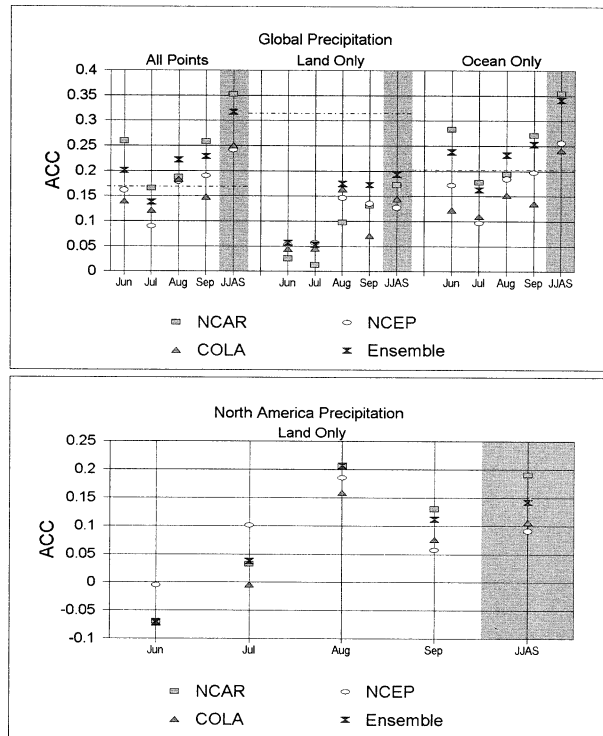 Global Precipitation
All Points Land Only Ocean Only
0.4
0.35
0.3
0.25
0.2
0.15
0.1
0.05
0
ACC
Jun Jul Aug Sep JJAS Jun Jul Aug Sep JJAS Jun Jul Aug Sep JJAS
NCAR NCEP
COLA Ensemble
North America Precipitation
Land Only
0.25
0.2
0.15
0.1
0.05
0
-0.05
-0.1
ACC
Jun Jul Aug Sep JJAS
NCAR NCEP
COLA Ensemble